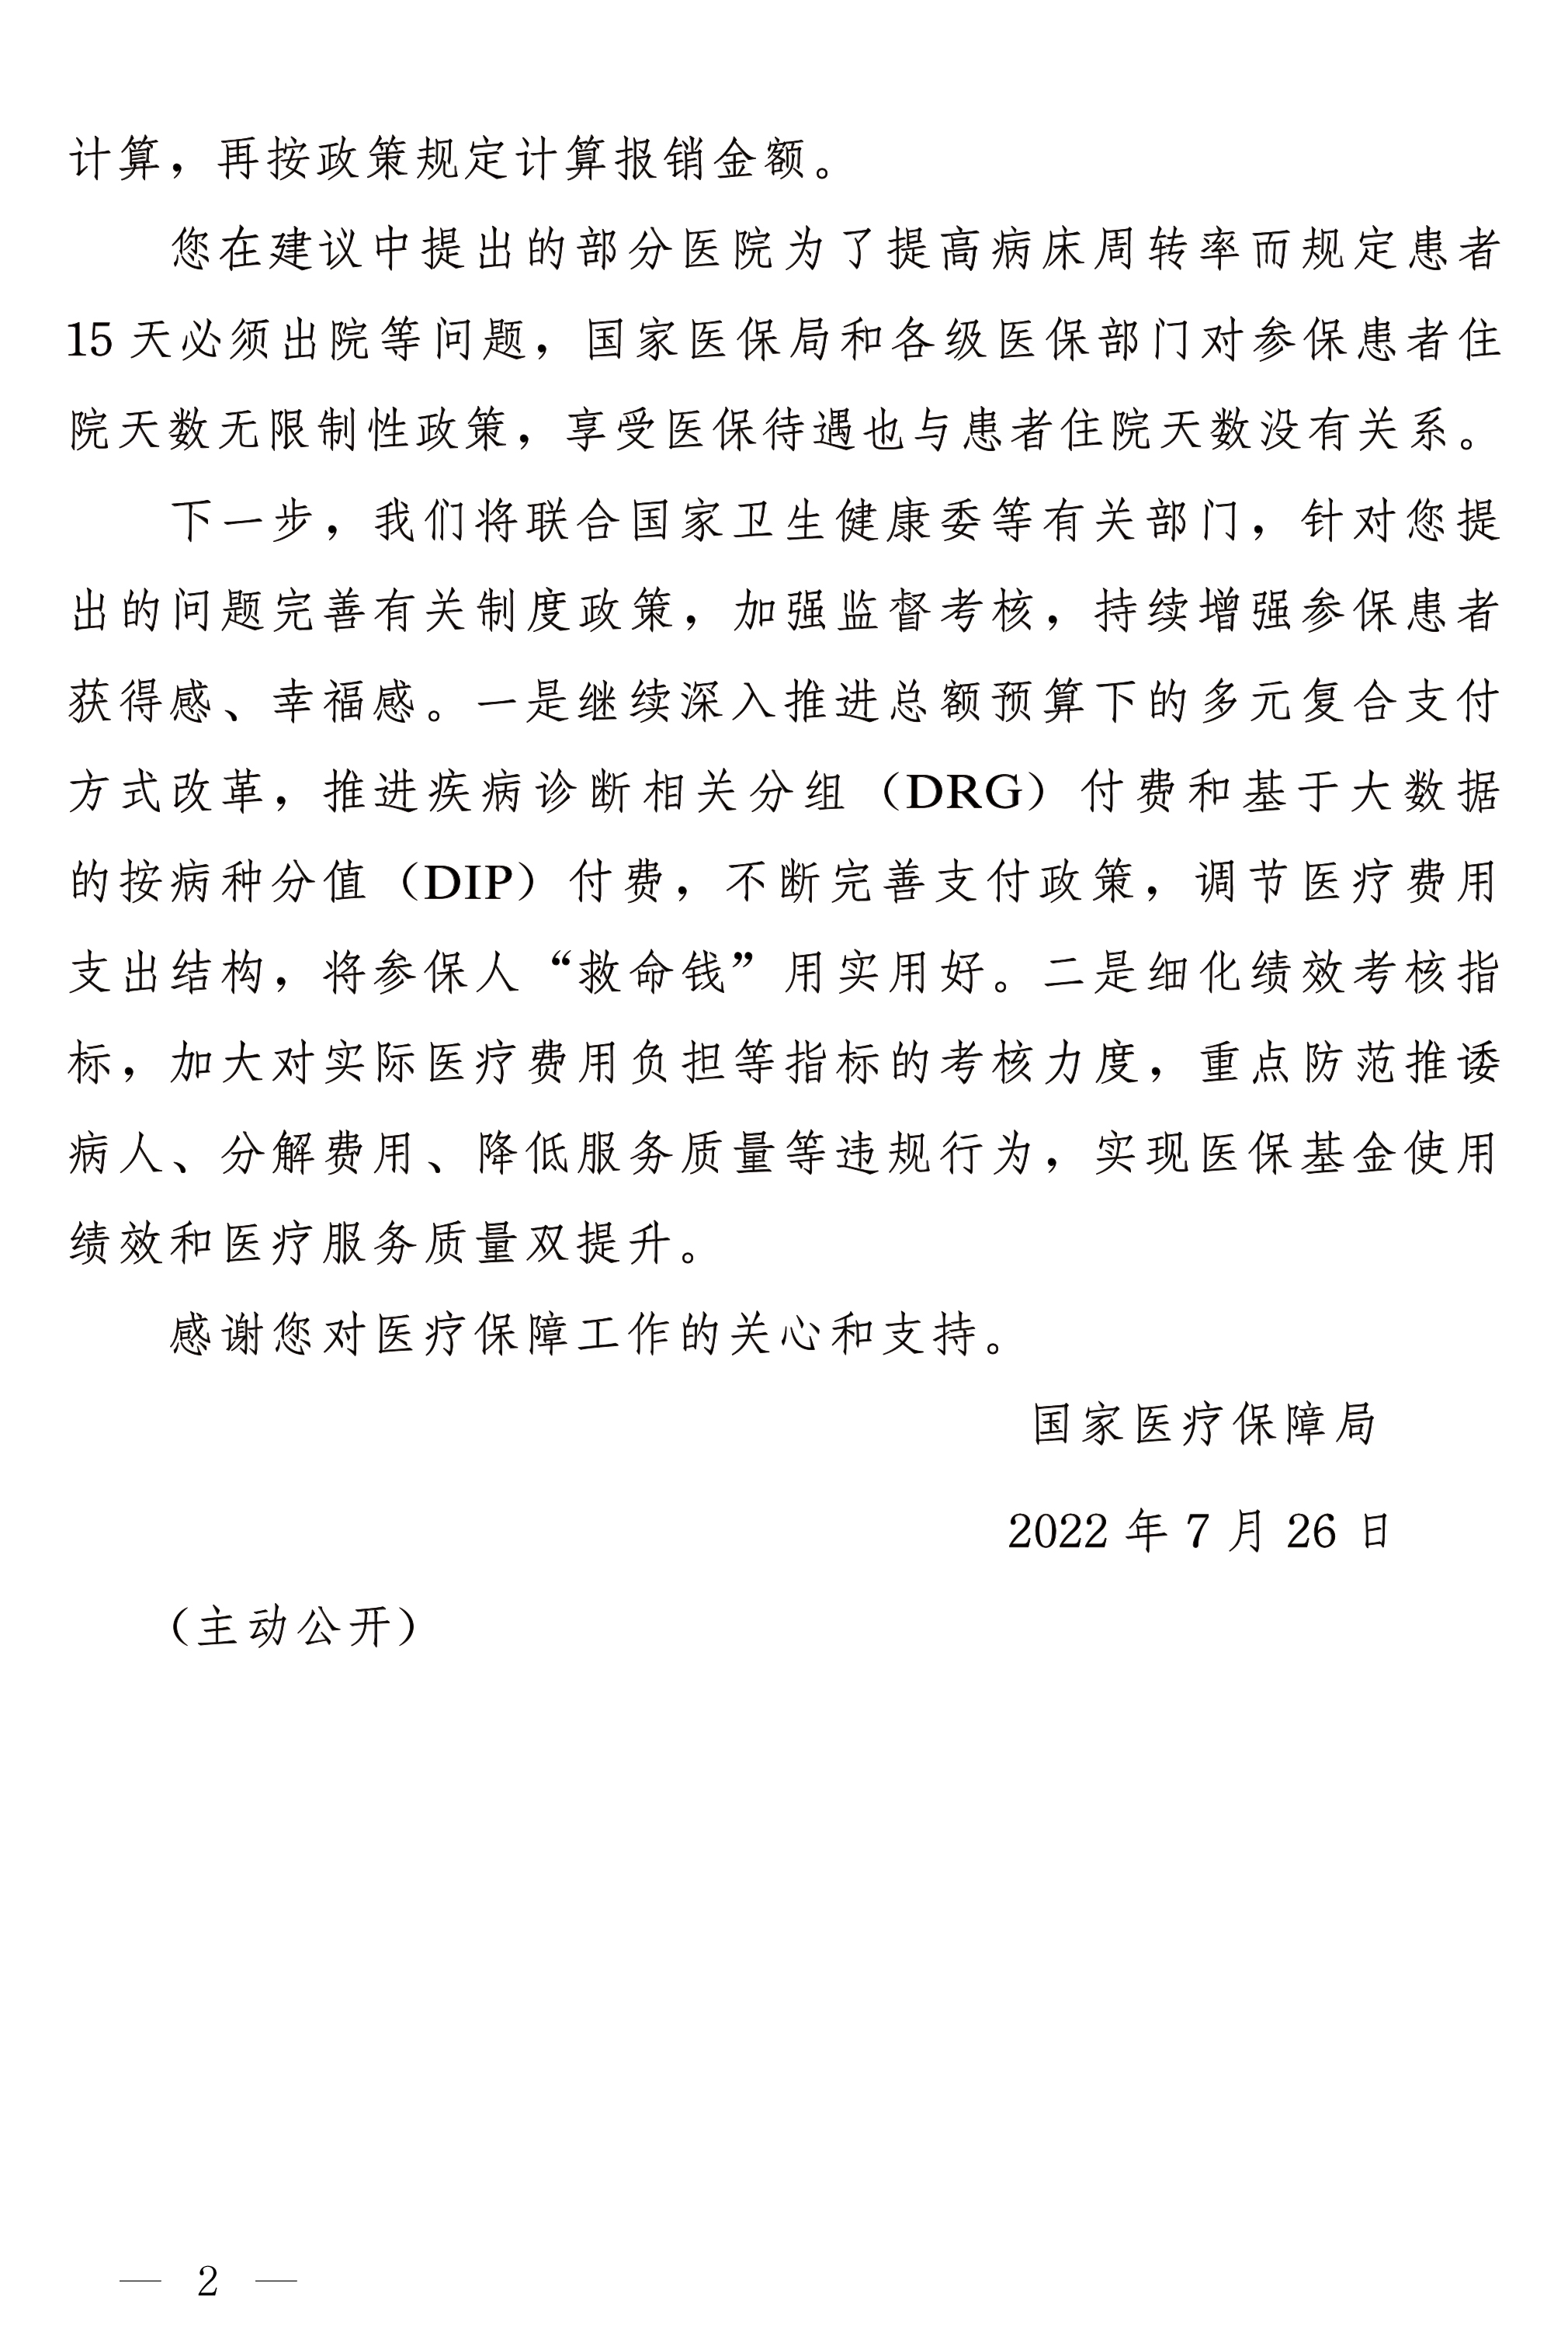 计算，再按政策规定计算报销金额。
您在建议中提出的部分医院为了提高病床周转率而规定患者
15 天必须出院等问题，国家医保局和各级医保部门对参保患者住
院天数无限制性政策，享受医保待遇也与患者住院天数没有关系。
下一步，我们将联合国家卫生健康委等有关部门，针对您提
出的问题完善有关制度政策，加强监督考核，持续增强参保患者
获得感、幸福感。一是继续深入推进总额预算下的多元复合支付
方式改革，推进疾病诊断相关分组（DRG）付费和基于大数据
的按病种分值（DIP）付费，不断完善支付政策，调节医疗费用
支出结构，将参保人“救命钱”用实用好。二是细化绩效考核指
标，加大对实际医疗费用负担等指标的考核力度，重点防范推诿
病人、分解费用、降低服务质量等违规行为，实现医保基金使用
绩效和医疗服务质量双提升。
感谢您对医疗保障工作的关心和支持。
国家医疗保障局
2022 年 7 月 26 日
（主动公开）
— 2 —